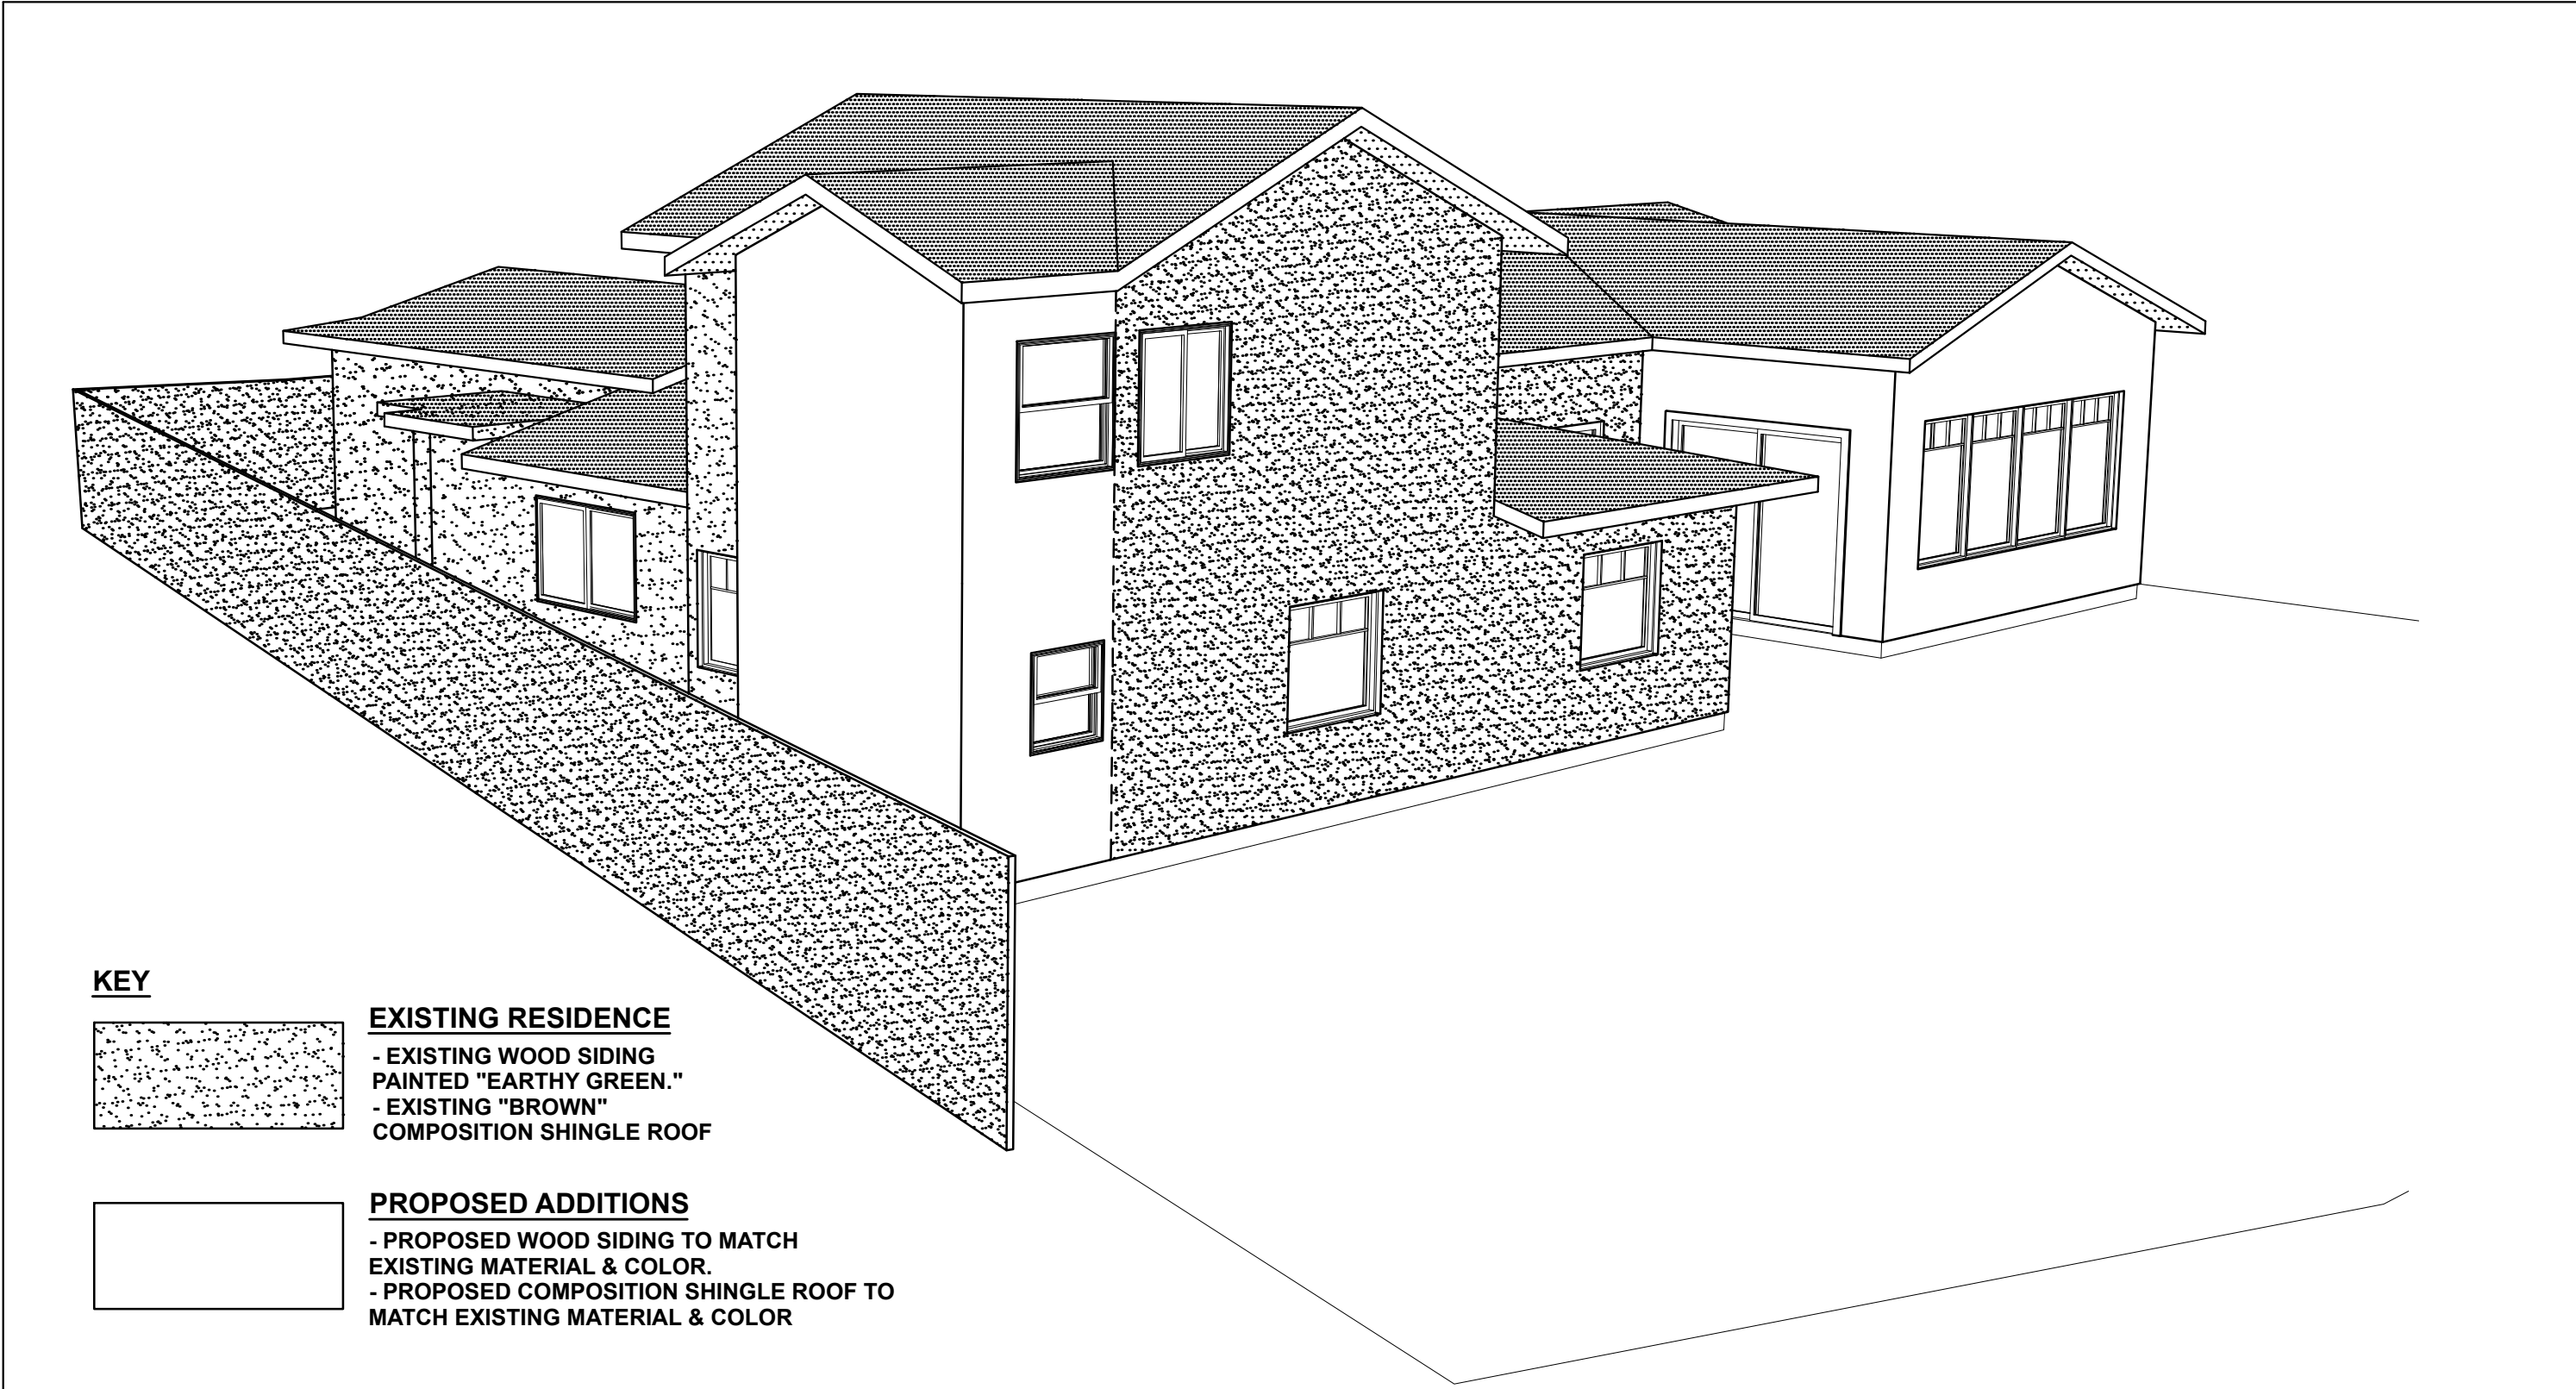 KEY
EXISTING RESIDENCE
- EXISTING WOOD SIDING
PAINTED "EARTHY GREEN."
- EXISTING "BROWN"
COMPOSITION SHINGLE ROOF
PROPOSED ADDITIONS
- PROPOSED WOOD SIDING TO MATCH
EXISTING MATERIAL & COLOR.
- PROPOSED COMPOSITION SHINGLE ROOF TO
MATCH EXISTING MATERIAL & COLOR